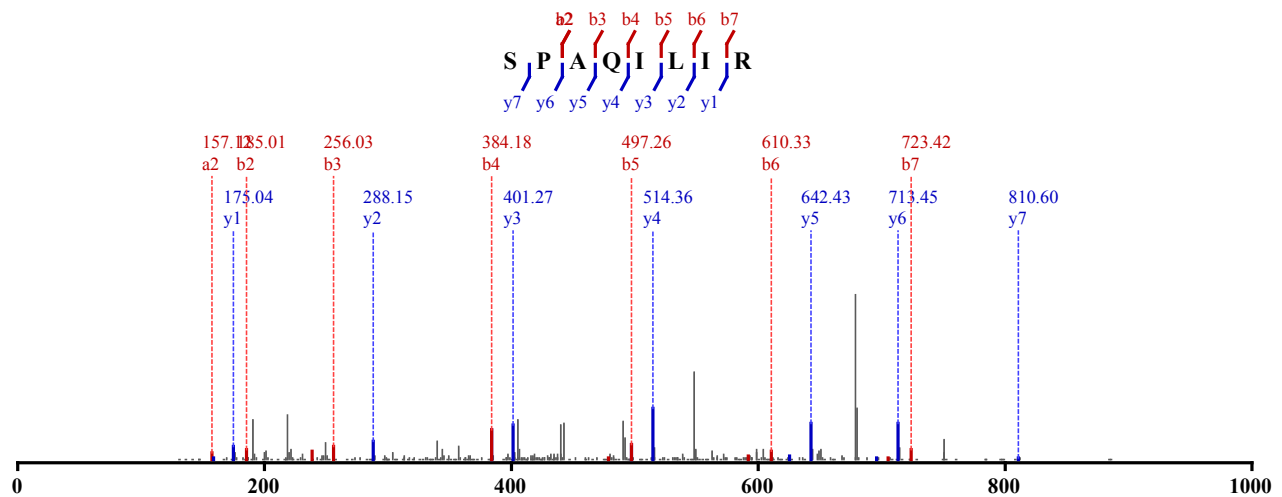 a2 b2 b3 b4 b5 b6 b7
S P A Q I L I R
y7 y6 y5 y4 y3 y2 y1
157.12 185.01 256.03 384.18 497.26 610.33 723.42
a2 b2 b3 b4 b5 b6 b7
175.04 288.15 401.27 514.36 642.43 713.45 810.60
y1 y2 y3 y4 y5 y6 y7
0 200 400 600 800 1000